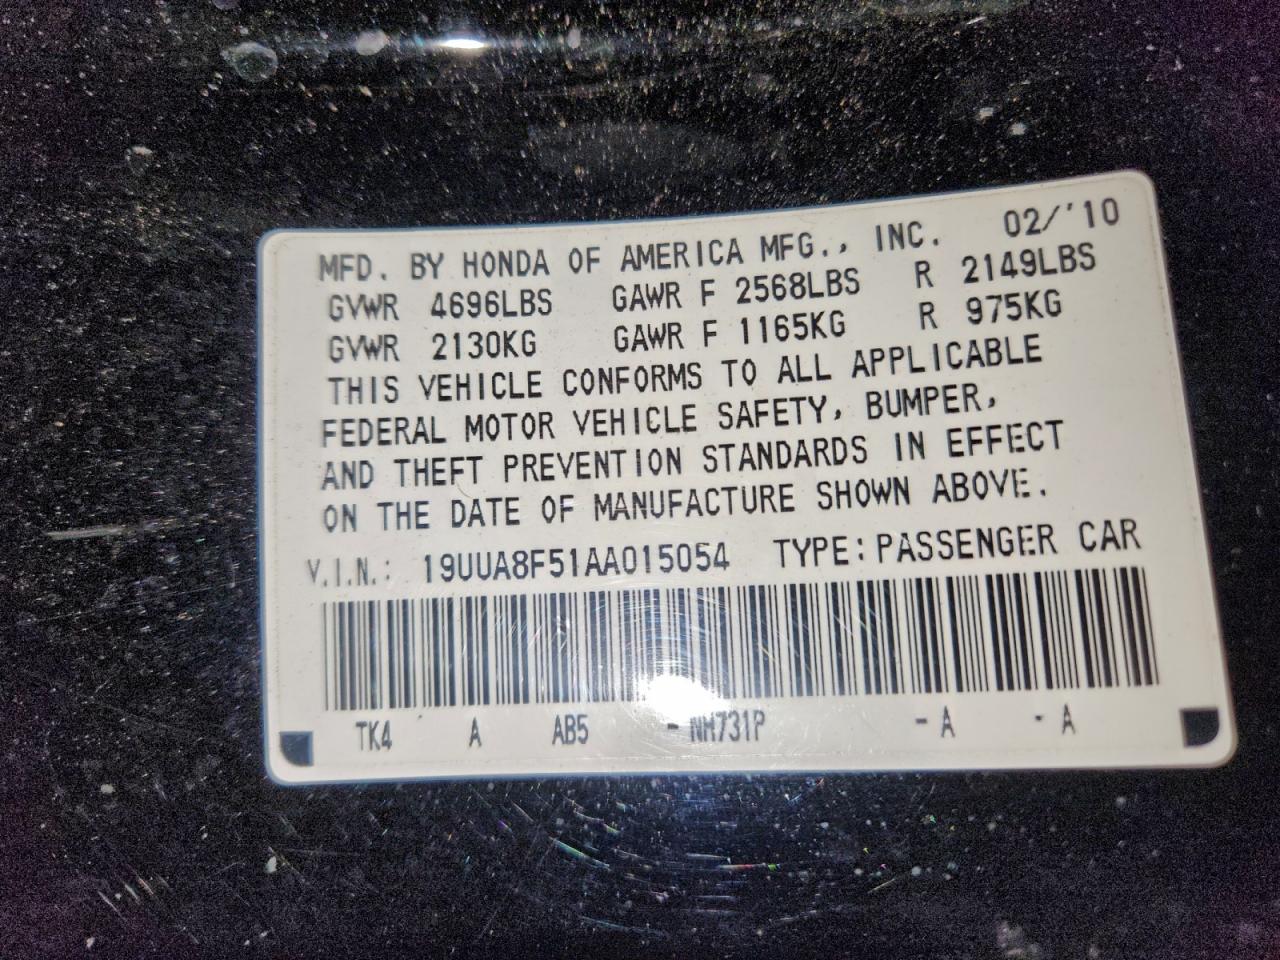 MFD. BY HONDA OF AMERICA MFG., INC. 02/'10
GVWR 4696LBS GAWR F 2568LBS R 2149LBS
GVWR 2130KG GAWR F 1165KG R 975KG
THIS VEHICLE CONFORMS TO ALL APPLICABLE
FEDERAL MOTOR VEHICLE SAFETY, BUMPER,
AND THEFT PREVENTION STANDARDS IN EFFECT
ON THE DATE OF MANUFACTURE SHOWN ABOVE.
V.I.N.: 19UUA8F51AA015054 TYPE: PASSENGER CAR
TK4 A AB5 - NH731P - A - A